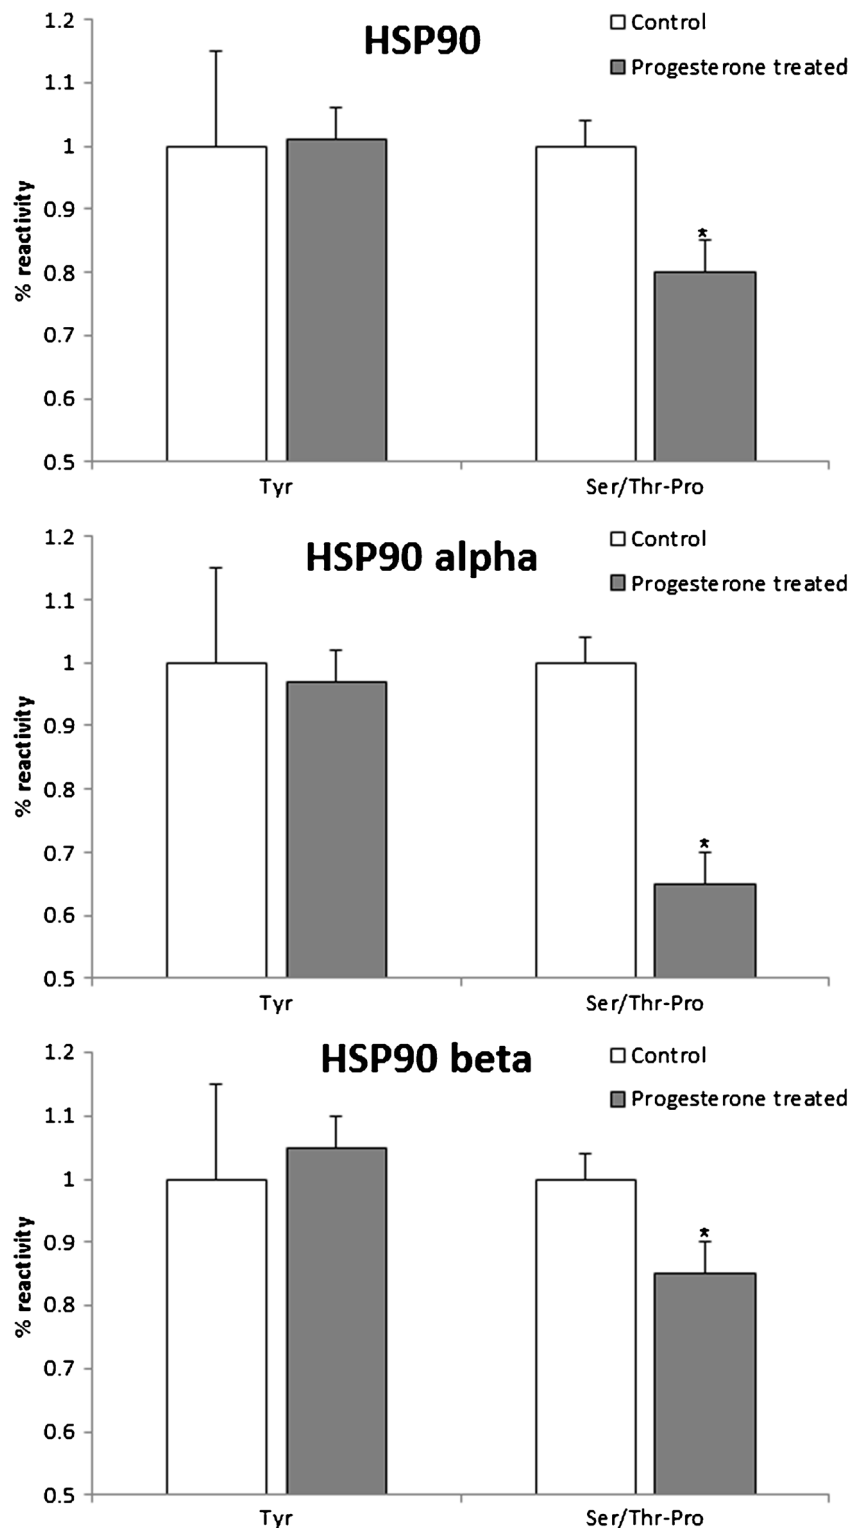 HSP90
Control
Progesterone treated
% reactivity
1.2
1.1
1
0.9
0.8
0.7
0.6
0.5
*
Tyr
Ser/Thr-Pro
HSP90 alpha
Control
Progesterone treated
% reactivity
1.2
1.1
1
0.9
0.8
0.7
0.6
0.5
*
Tyr
Ser/Thr-Pro
HSP90 beta
Control
Progesterone treated
% reactivity
1.2
1.1
1
0.9
0.8
0.7
0.6
0.5
*
Tyr
Ser/Thr-Pro